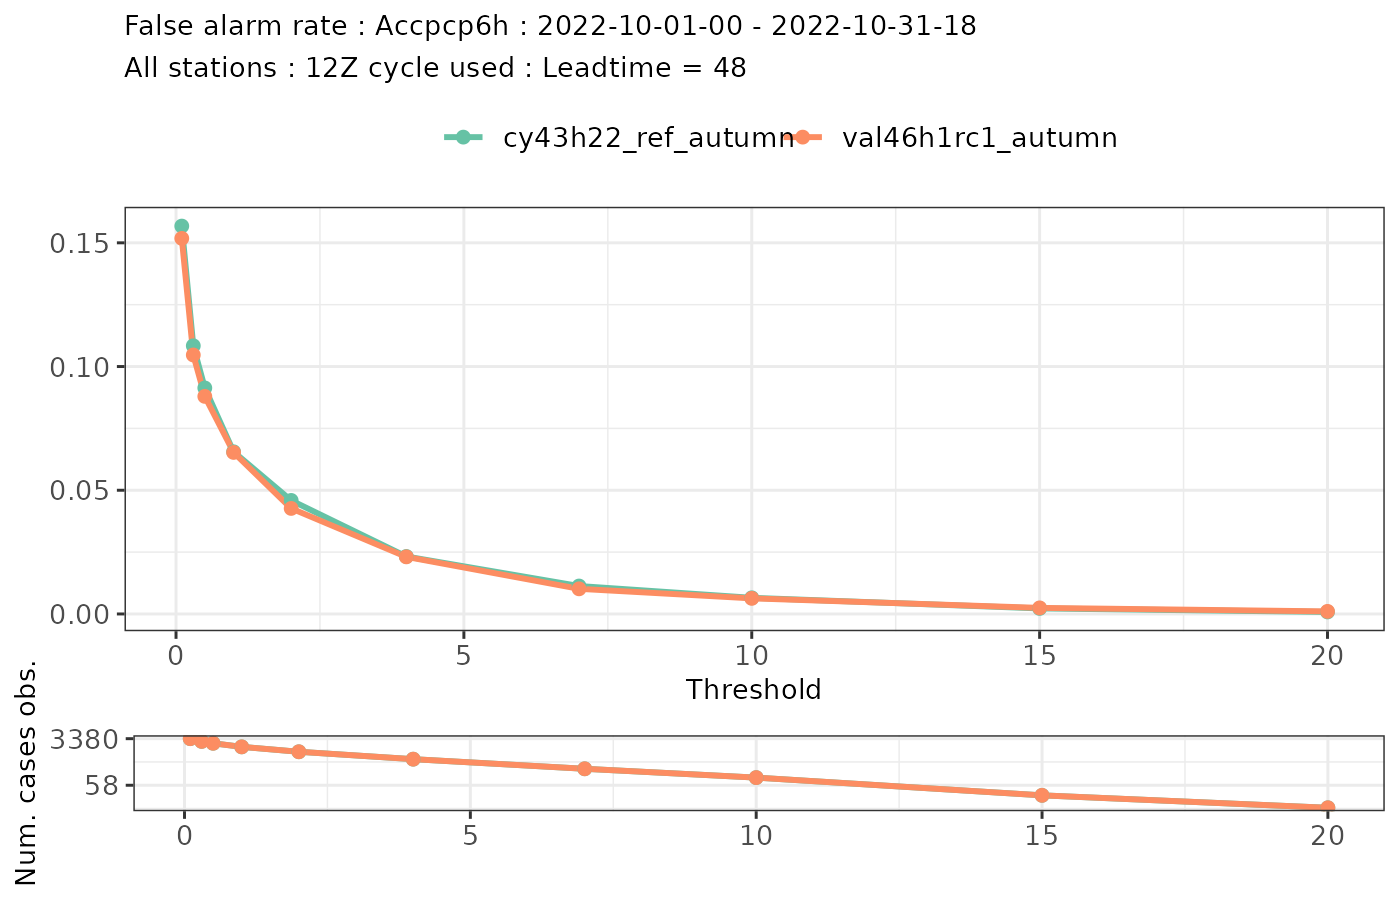 False alarm rate : Accpcp6h : 2022-10-01-00 - 2022-10-31-18
All stations : 12Z cycle used : Leadtime = 48
cy43h22_ref_autumn val46h1rc1_autumn
0.15
0.10
0.05
0.00
0 5 10 15 20
Threshold
Num. cases obs.
3380
58
0 5 10 15 20